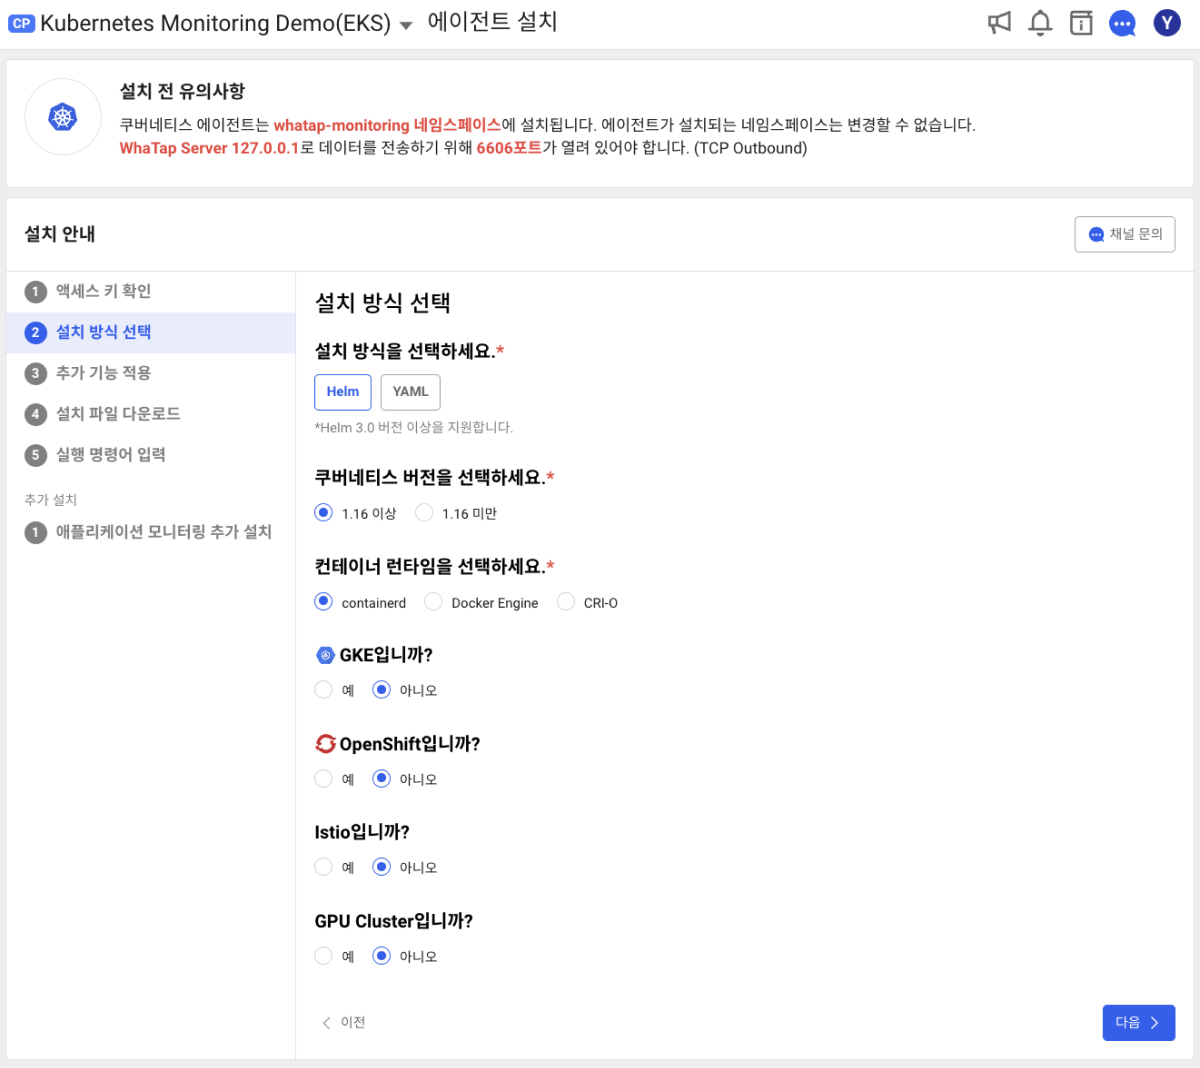 CP Kubernetes Monitoring Demo(EKS) 에이전트 설치
Y
설치 전 유의사항
쿠버네티스 에이전트는 whatap-monitoring 네임스페이스에 설치됩니다. 에이전트가 설치되는 네임스페이스는 변경할 수 없습니다.
WhaTap Server 127.0.0.1로 데이터를 전송하기 위해 6606포트가 열려 있어야 합니다. (TCP Outbound)
설치 안내
채널 문의
1 액세스 키 확인
2 설치 방식 선택
3 추가 기능 적용
4 설치 파일 다운로드
5 실행 명령어 입력
추가 설치
1 애플리케이션 모니터링 추가 설치
설치 방식 선택
설치 방식을 선택하세요.*
Helm YAML
*Helm 3.0 버전 이상을 지원합니다.
쿠버네티스 버전을 선택하세요.*
1.16 이상 1.16 미만
컨테이너 런타임을 선택하세요.*
containerd Docker Engine CRI-O
GKE입니까?
예 아니오
OpenShift입니까?
예 아니오
Istio입니까?
예 아니오
GPU Cluster입니까?
예 아니오
이전
다음